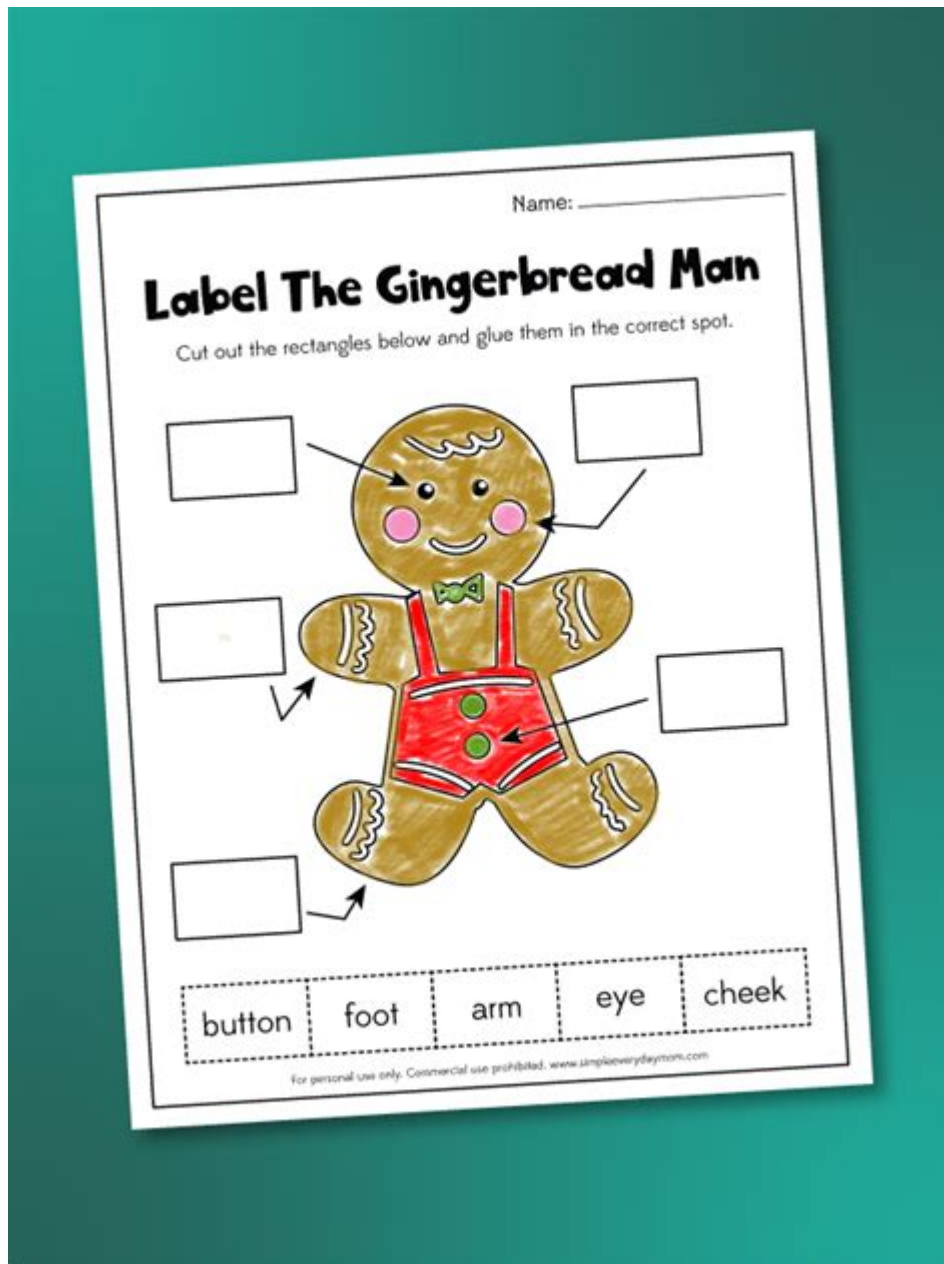 Name:
Label The Gingerbread Man
Cut out the rectangles below and glue them in the correct spot.
button foot arm eye cheek
For personal use only. Commercial use prohibited. www.simpleeverydaymom.com